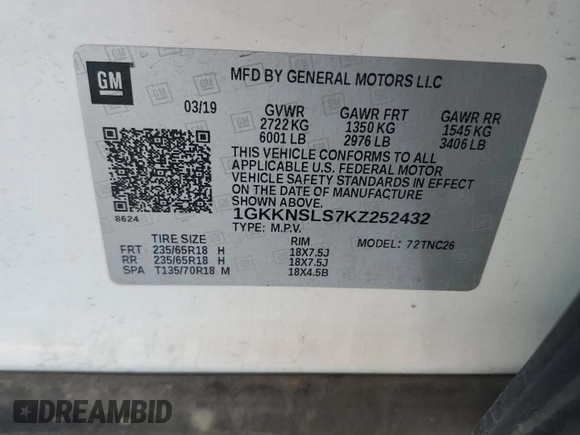 GM
MFD BY GENERAL MOTORS LLC
03/19 GVWR GAWR FRT GAWR RR
2722 KG 1350 KG 1545 KG
6001 LB 2976 LB 3406 LB
THIS VEHICLE CONFORMS TO ALL
APPLICABLE U.S. FEDERAL MOTOR
VEHICLE SAFETY STANDARDS IN EFFECT
ON THE DATE OF MANUFACTURE
SHOWN ABOVE.
8624
1GKKNSLS7KZ252432
TYPE: M.P.V.
TIRE SIZE RIM MODEL: 72TNC26
FRT 235/65R18 H 18X7.5J
RR 235/65R18 H 18X7.5J
SPA T135/70R18 M 18X4.5B
DREAMBID